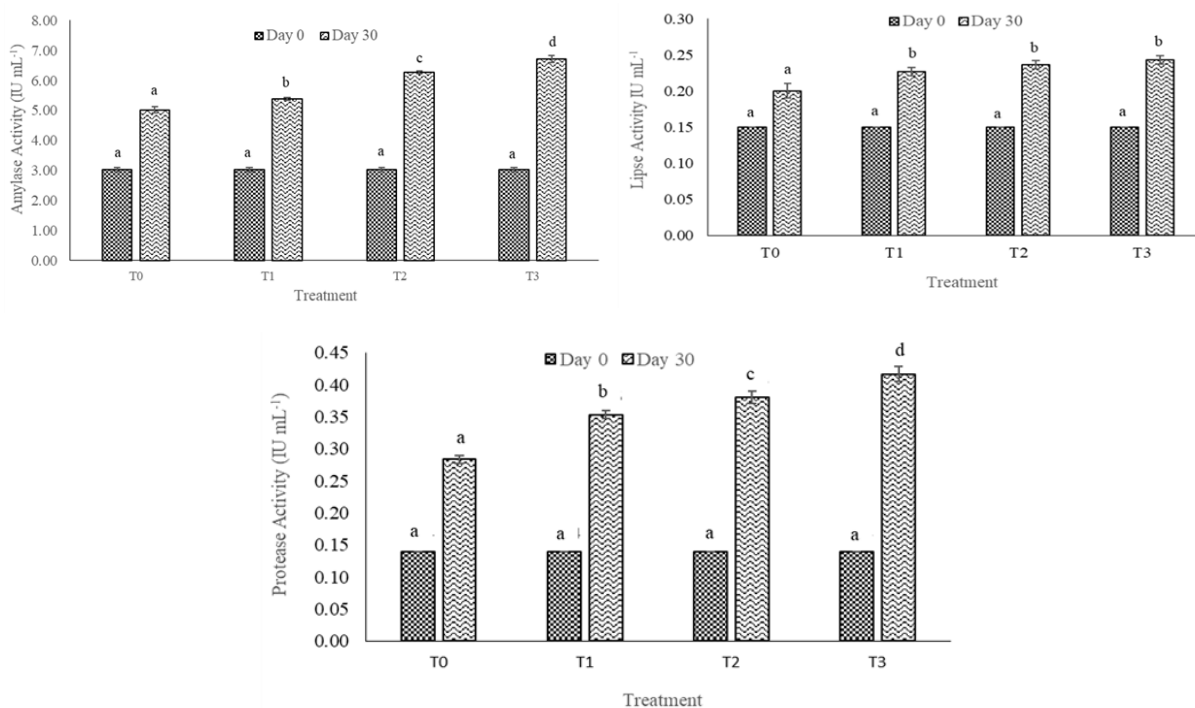 8.00
7.00
6.00
5.00
4.00
3.00
2.00
1.00
0.00
Amylase Activity (IU mL-1)
Day 0 Day 30
a a a b a c a d
T0 T1 T2 T3
Treatment
0.30
0.25
0.20
0.15
0.10
0.05
0.00
Lipse Activity IU mL-1
Day 0 Day 30
a a a b a b a b
T0 T1 T2 T3
Treatment
0.45
0.40
0.35
0.30
0.25
0.20
0.15
0.10
0.05
0.00
Protease Activity (IU mL-1)
Day 0 Day 30
a a a b a c a d
T0 T1 T2 T3
Treatment